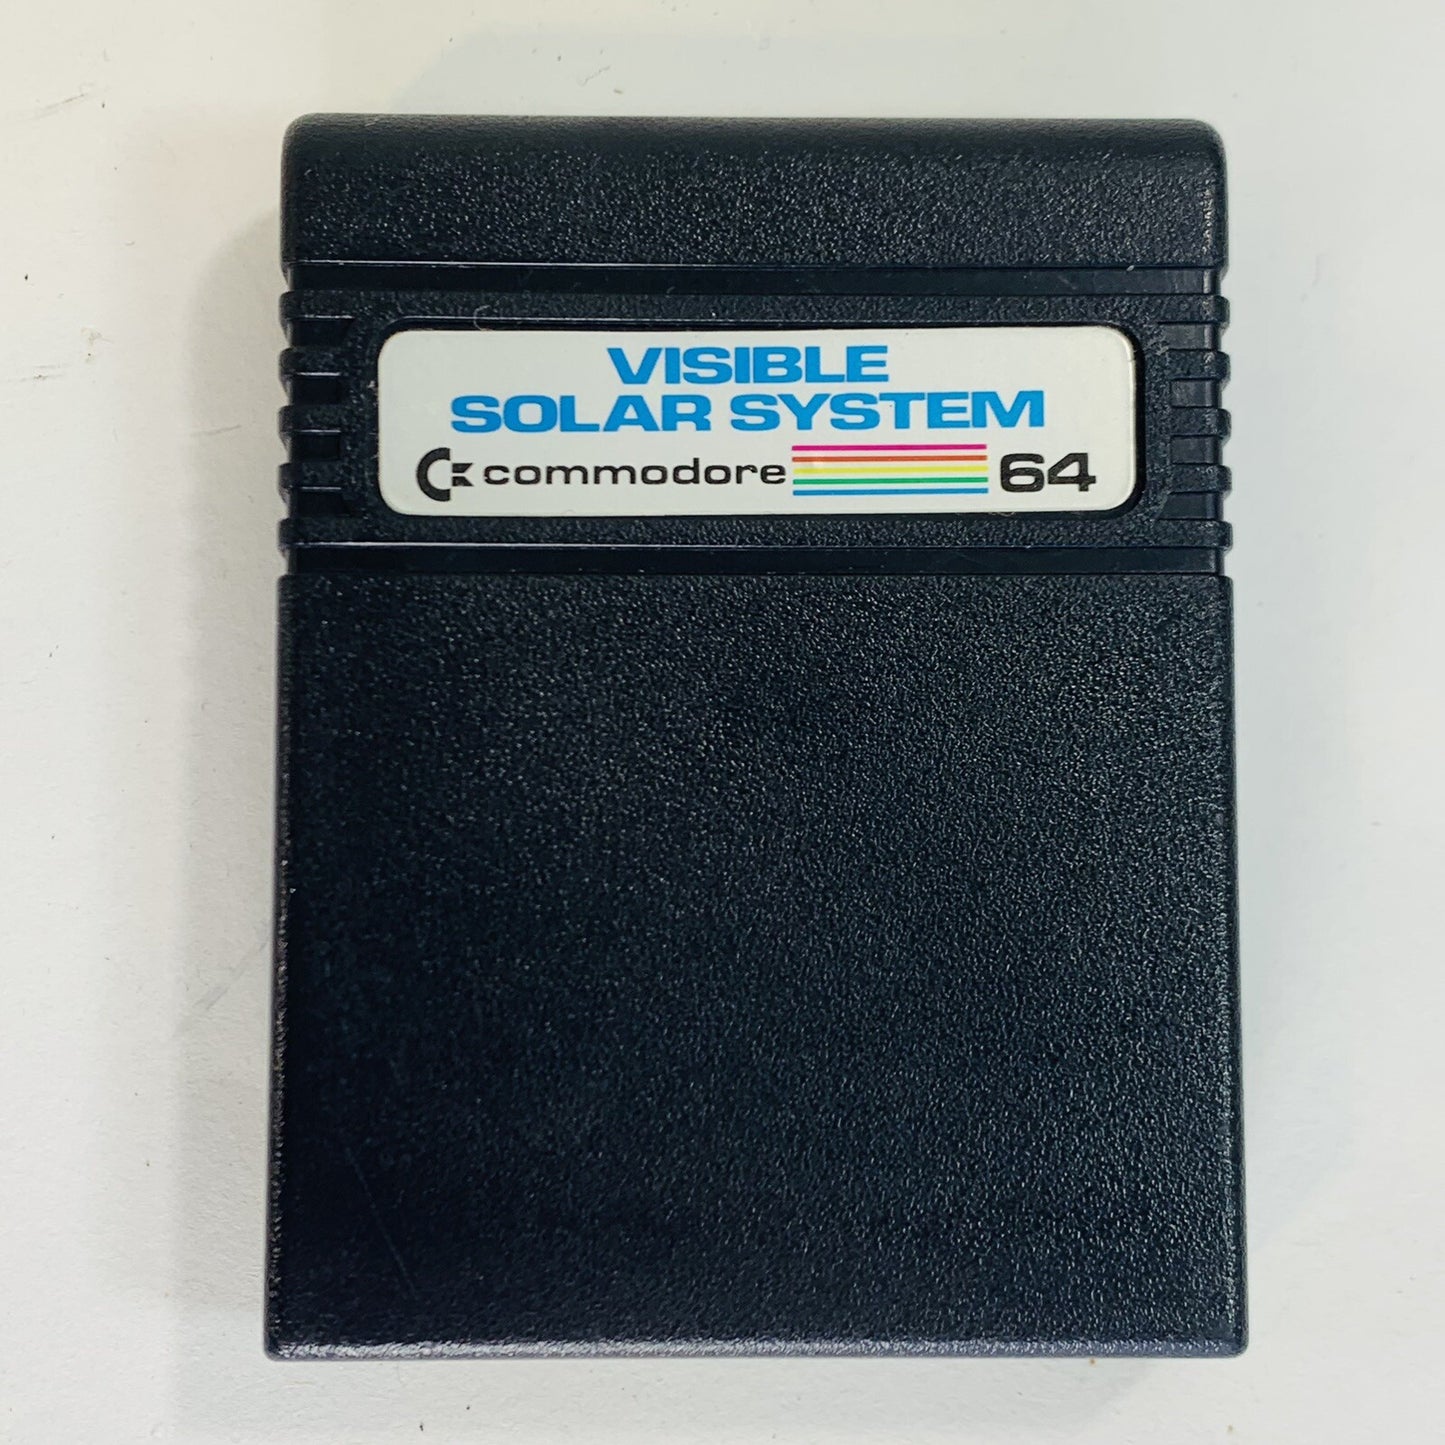 VISIBLE
SOLAR SYSTEM
commodore 64